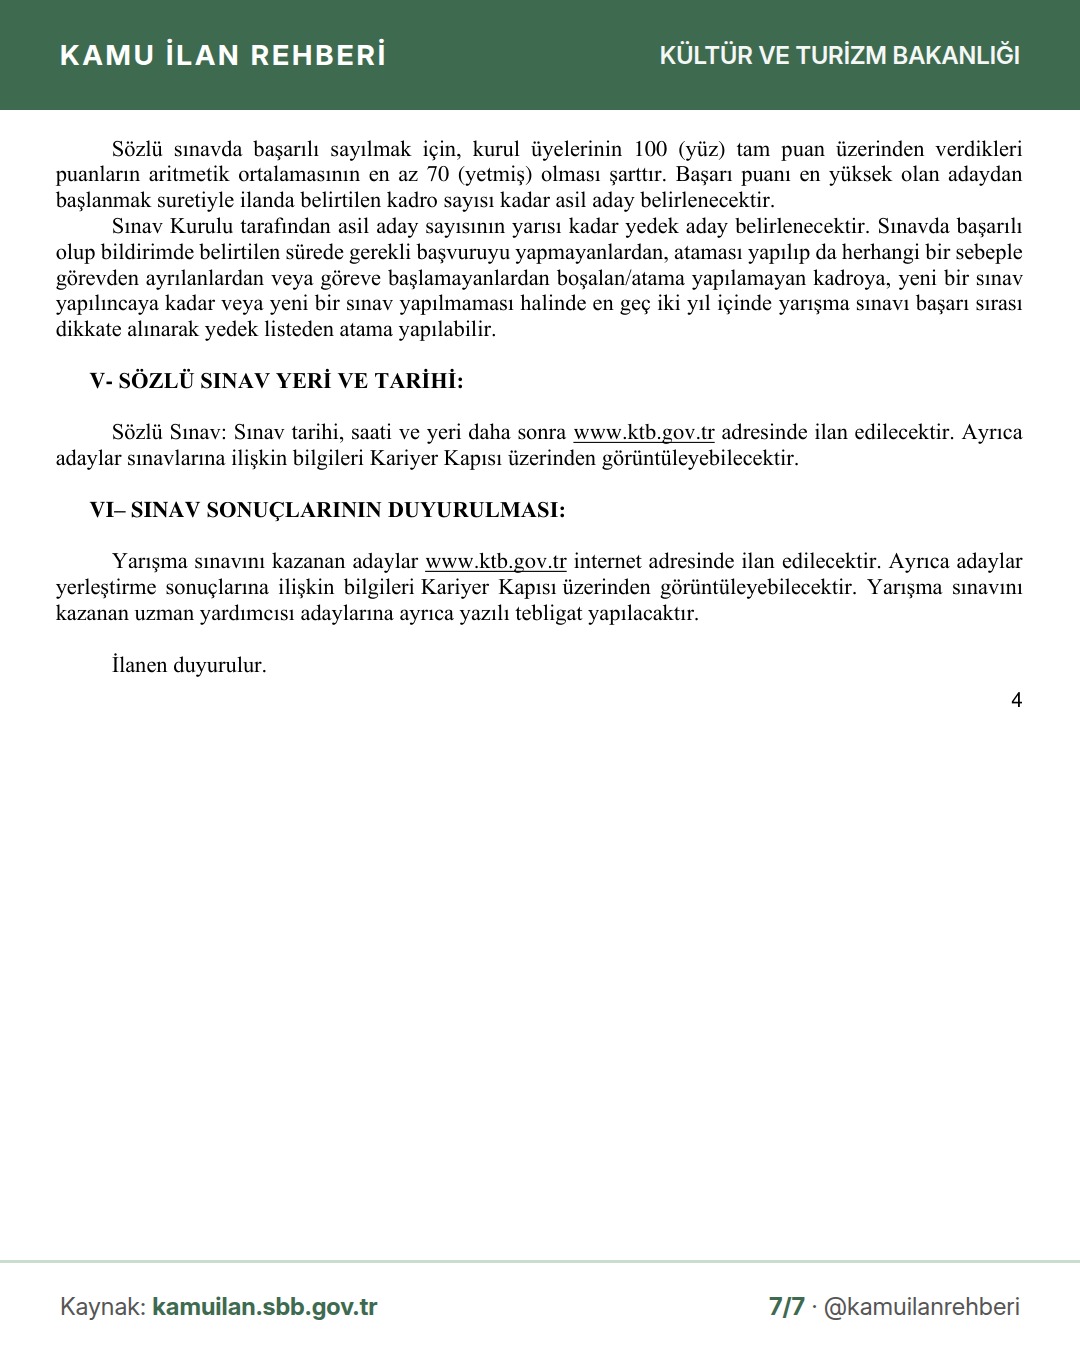 KAMU İLAN REHBERİ
KÜLTÜR VE TURİZM BAKANLIĞI
Sözlü sınavda başarılı sayılmak için, kurul üyelerinin 100 (yüz) tam puan üzerinden verdikleri
puanların aritmetik ortalamasının en az 70 (yetmiş) olması şarttır. Başarı puanı en yüksek olan adaydan
başlanmak suretiyle ilanda belirtilen kadro sayısı kadar asil aday belirlenecektir.
Sınav Kurulu tarafından asil aday sayısının yarısı kadar yedek aday belirlenecektir. Sınavda başarılı
olup bildirimde belirtilen sürede gerekli başvuruyu yapmayanlardan, ataması yapılıp da herhangi bir sebeple
görevden ayrılanlardan veya göreve başlamayanlardan boşalan/atama yapılamayan kadroya, yeni bir sınav
yapılıncaya kadar veya yeni bir sınav yapılmaması halinde en geç iki yıl içinde yarışma sınavı başarı sırası
dikkate alınarak yedek listeden atama yapılabilir.
V- SÖZLÜ SINAV YERİ VE TARİHİ:
Sözlü Sınav: Sınav tarihi, saati ve yeri daha sonra www.ktb.gov.tr adresinde ilan edilecektir. Ayrıca
adaylar sınavlarına ilişkin bilgileri Kariyer Kapısı üzerinden görüntüleyebilecektir.
VI– SINAV SONUÇLARININ DUYURULMASI:
Yarışma sınavını kazanan adaylar www.ktb.gov.tr internet adresinde ilan edilecektir. Ayrıca adaylar
yerleştirme sonuçlarına ilişkin bilgileri Kariyer Kapısı üzerinden görüntüleyebilecektir. Yarışma sınavını
kazanan uzman yardımcısı adaylarına ayrıca yazılı tebligat yapılacaktır.
İlanen duyurulur.
4
Kaynak: kamuilan.sbb.gov.tr
7/7 · @kamuilanrehberi